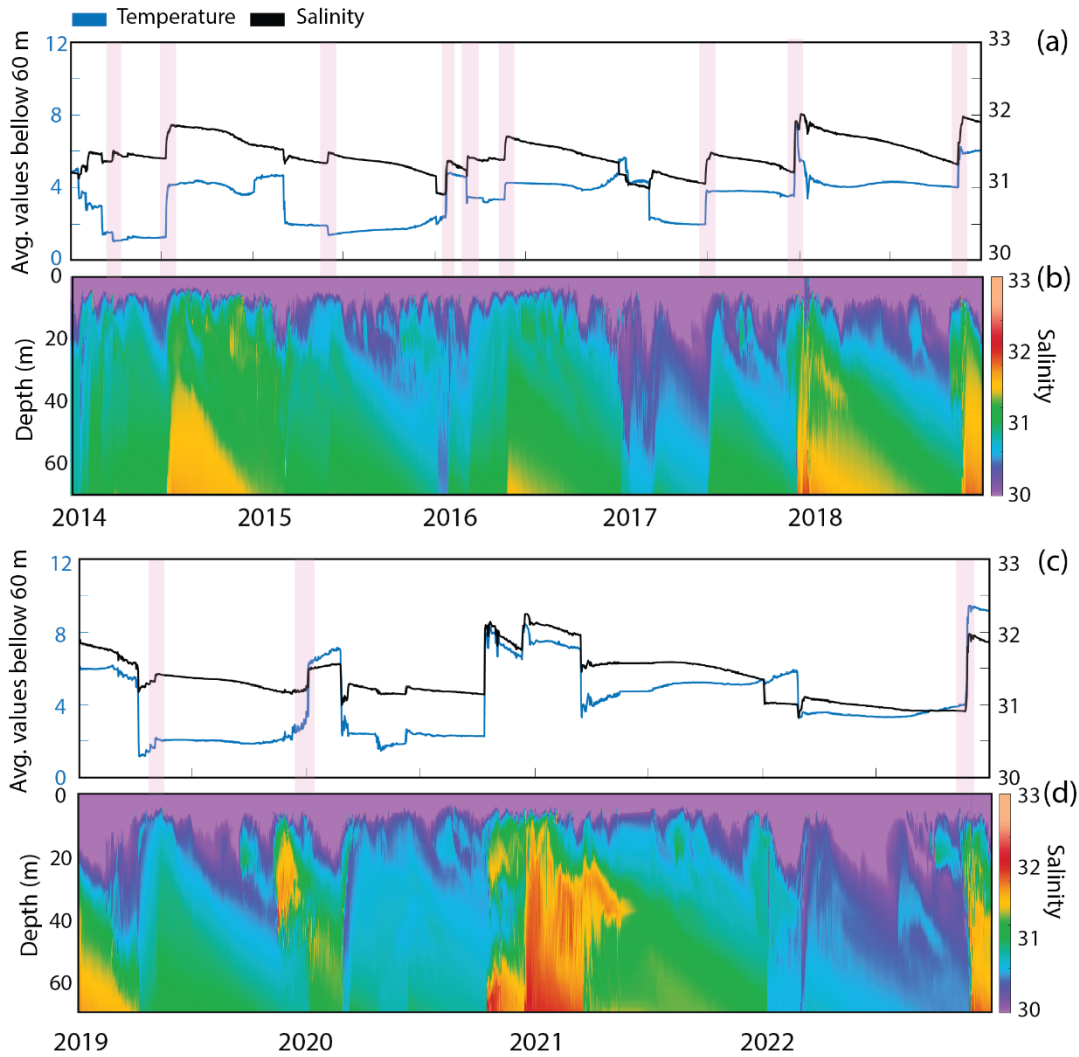 Temperature Salinity
(a)
Avg. values bellow 60 m
12
8
4
0
33
32
31
30
(b)
Depth (m)
0
20
40
60
33
32
31
30
Salinity
2014 2015 2016 2017 2018
(c)
Avg. values bellow 60 m
12
8
4
0
33
32
31
30
(d)
Depth (m)
0
20
40
60
33
32
31
30
Salinity
2019 2020 2021 2022